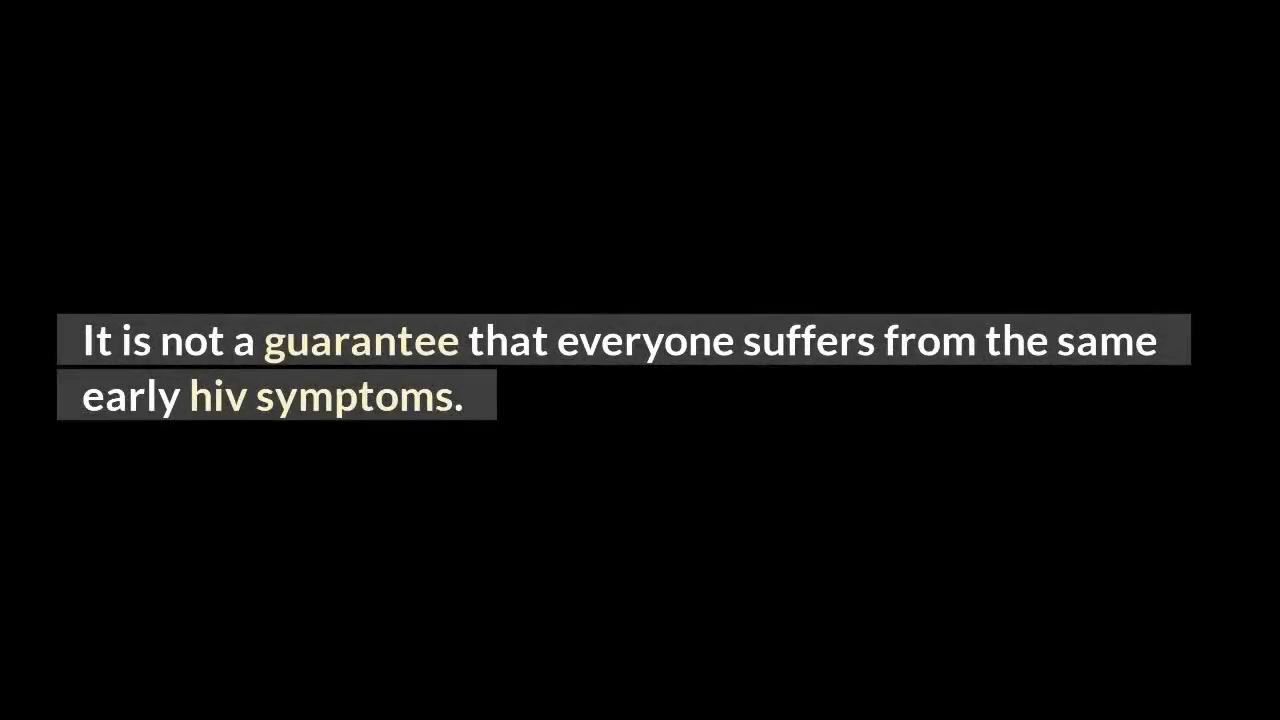 It is not a guarantee that everyone suffers from the same
early hiv symptoms.